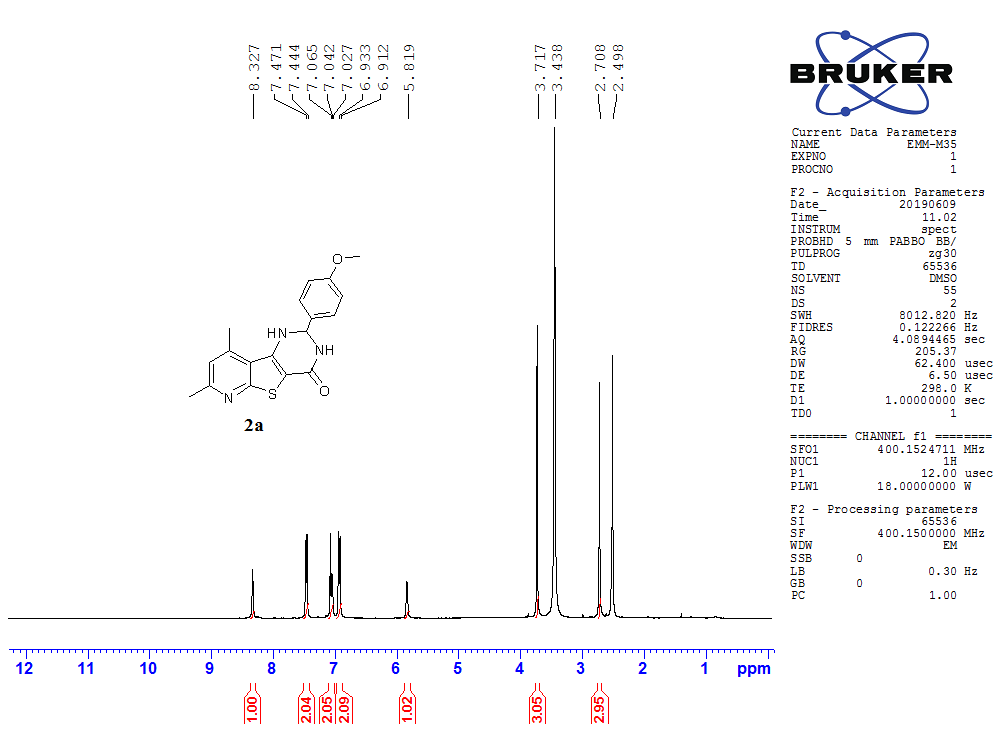 8.327
7.471
7.444
7.065
7.042
7.027
6.933
6.912
5.819
3.717
3.438
2.708
2.498
BRUKER
Current Data Parameters
NAME EMM-M35
EXPNO 1
PROCNO 1
F2 - Acquisition Parameters
Date_ 20190609
Time 11.02
INSTRUM spect
PROBHD 5 mm PABBO BB/
PULPROG zg30
TD 65536
SOLVENT DMSO
NS 55
DS 2
SWH 8012.820 Hz
FIDRES 0.122266 Hz
AQ 4.0894465 sec
RG 205.37
DW 62.400 usec
DE 6.50 usec
TE 298.0 K
D1 1.00000000 sec
TD0 1
======== CHANNEL f1 ========
SFO1 400.1524711 MHz
NUC1 1H
P1 12.00 usec
PLW1 18.00000000 W
F2 - Processing parameters
SI 65536
SF 400.1500000 MHz
WDW EM
SSB 0
LB 0.30 Hz
GB 0
PC 1.00
O
HN
NH
O
N
S
2a
12 11 10 9 8 7 6 5 4 3 2 1 ppm
1.00
2.04
2.05
2.09
1.02
3.05
2.95